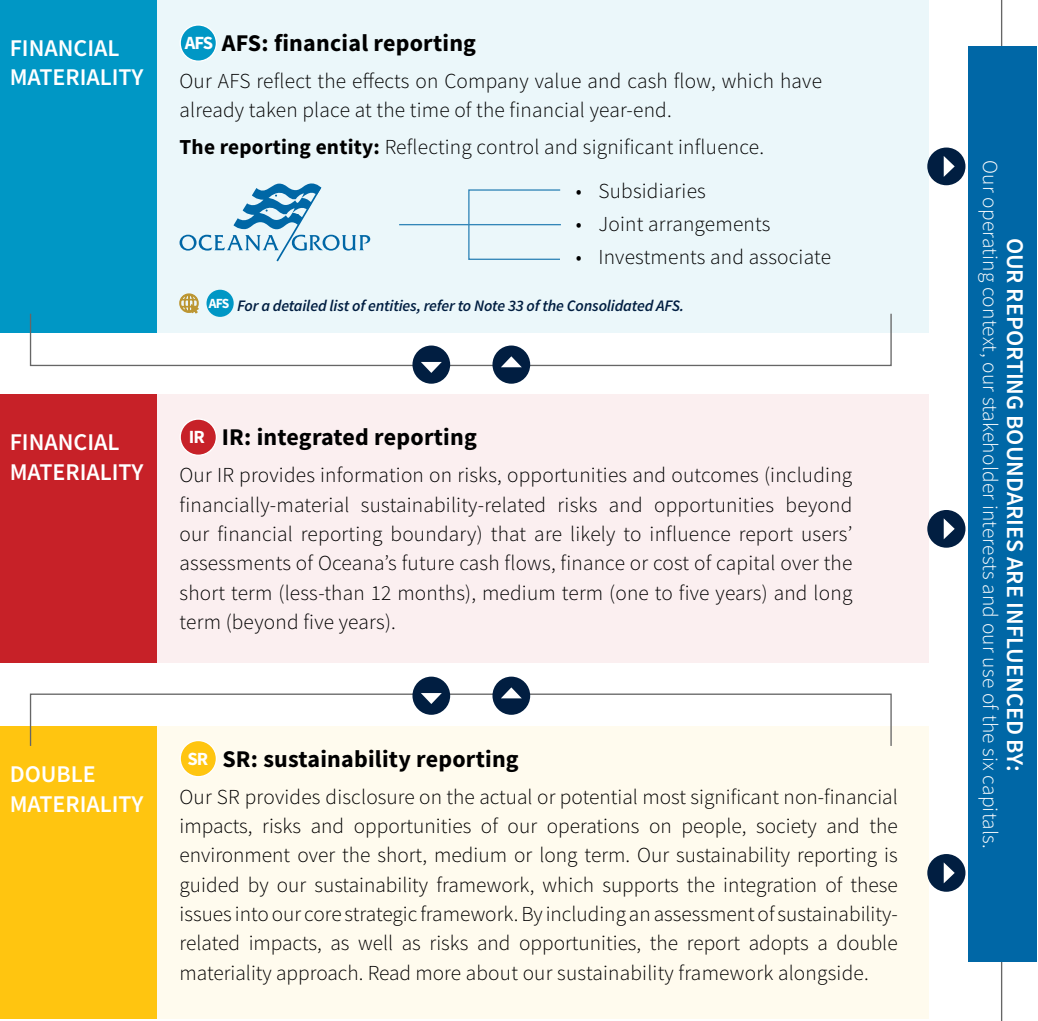 FINANCIAL
MATERIALITY
AFS AFS: financial reporting
Our AFS reflect the effects on Company value and cash flow, which have
already taken place at the time of the financial year-end.
The reporting entity: Reflecting control and significant influence.
OCEANA GROUP
• Subsidiaries
• Joint arrangements
• Investments and associate
AFS For a detailed list of entities, refer to Note 33 of the Consolidated AFS.
FINANCIAL
MATERIALITY
IR IR: integrated reporting
Our IR provides information on risks, opportunities and outcomes (including
financially-material sustainability-related risks and opportunities beyond
our financial reporting boundary) that are likely to influence report users’
assessments of Oceana’s future cash flows, finance or cost of capital over the
short term (less-than 12 months), medium term (one to five years) and long
term (beyond five years).
DOUBLE
MATERIALITY
SR SR: sustainability reporting
Our SR provides disclosure on the actual or potential most significant non-financial
impacts, risks and opportunities of our operations on people, society and the
environment over the short, medium or long term. Our sustainability reporting is
guided by our sustainability framework, which supports the integration of these
issues into our core strategic framework. By including an assessment of sustainability-
related impacts, as well as risks and opportunities, the report adopts a double
materiality approach. Read more about our sustainability framework alongside.
OUR REPORTING BOUNDARIES ARE INFLUENCED BY:
Our operating context, our stakeholder interests and our use of the six capitals.